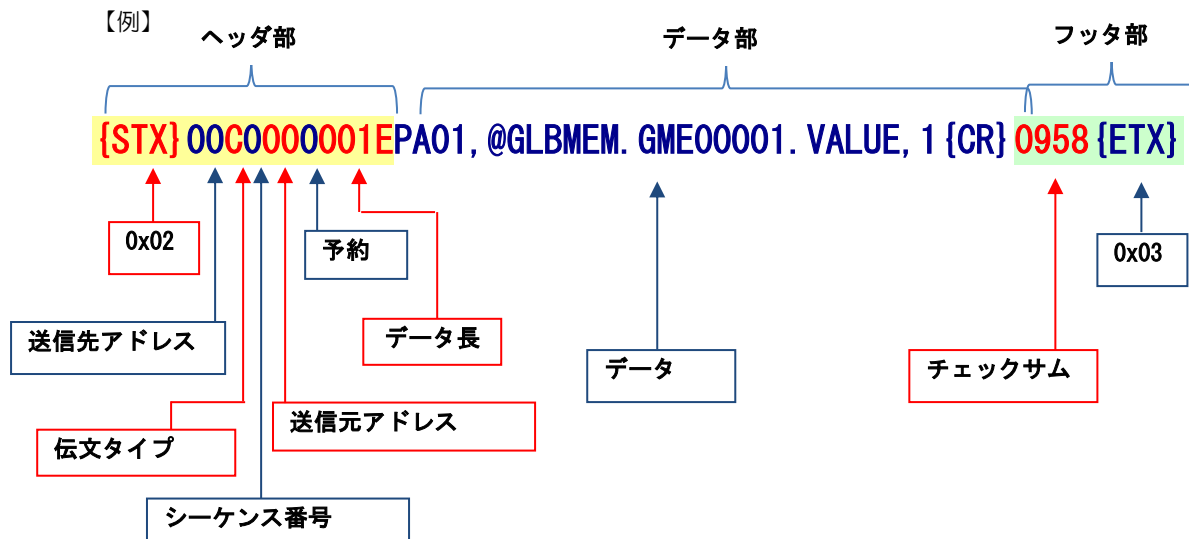 【例】
ヘッダ部
データ部
フッタ部
{STX}00C0000001EPA01,@GLBMEM.GME00001.VALUE,1{CR}0958{ETX}
0x02
予約
0x03
送信先アドレス
データ長
データ
チェックサム
伝文タイプ
送信元アドレス
シーケンス番号